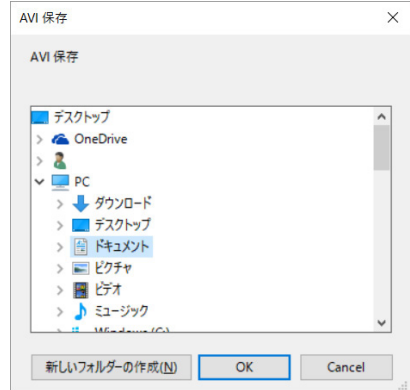 AVI 保存
AVI 保存
デスクトップ
OneDrive
PC
ダウンロード
デスクトップ
ドキュメント
ピクチャ
ビデオ
ミュージック
Windows (C:)
新しいフォルダーの作成(N)
OK
Cancel